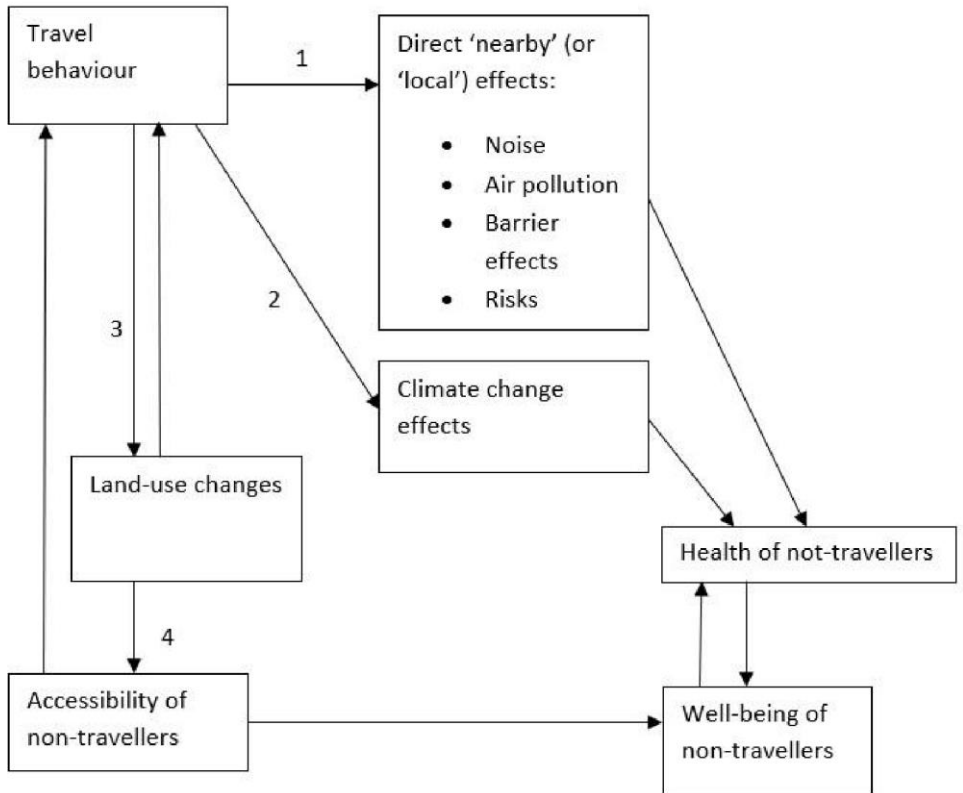 Travel
behaviour
1
Direct ‘nearby’ (or
‘local’) effects:
• Noise
• Air pollution
• Barrier
effects
• Risks
2
3
Climate change
effects
Land-use changes
Health of not-travellers
4
Accessibility of
non-travellers
Well-being of
non-travellers